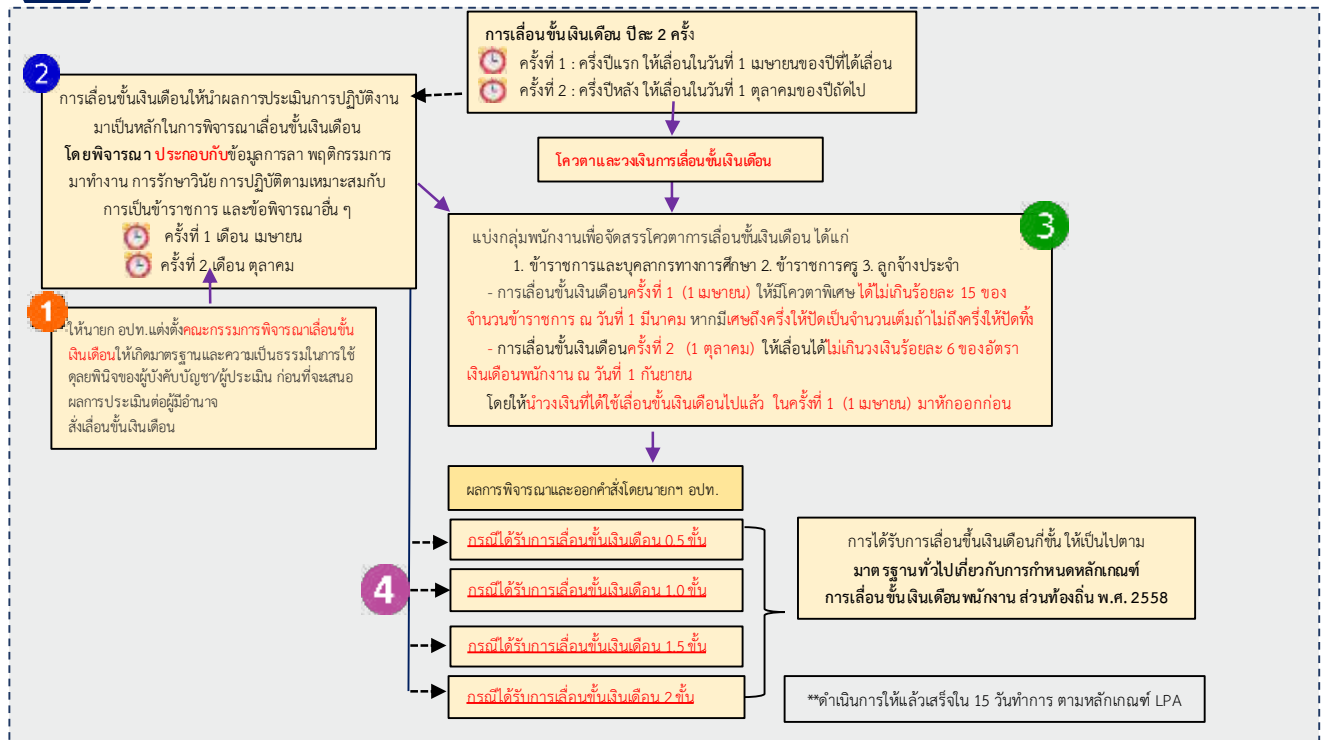 การเลื่อนขั้นเงินเดือน ปีละ 2 ครั้ง
ครั้งที่ 1 : ครึ่งปีแรก ให้เลื่อนในวันที่ 1 เมษายนของปีที่ได้เลื่อน
ครั้งที่ 2 : ครึ่งปีหลัง ให้เลื่อนในวันที่ 1 ตุลาคมของปีถัดไป
2
การเลื่อนขั้นเงินเดือนให้นำผลการประเมินการปฏิบัติงาน
มาเป็นหลักในการพิจารณาเลื่อนขั้นเงินเดือน
โดยพิจารณา ประกอบกับข้อมูลการลา พฤติกรรมการ
มาทำงาน การรักษาวินัย การปฏิบัติตามเหมาะสมกับ
การเป็นข้าราชการ และข้อพิจารณาอื่น ๆ
ครั้งที่ 1 เดือน เมษายน
ครั้งที่ 2 เดือน ตุลาคม
โควตาและวงเงินการเลื่อนขั้นเงินเดือน
3
แบ่งกลุ่มพนักงานเพื่อจัดสรรโควตาการเลื่อนขั้นเงินเดือน ได้แก่
1. ข้าราชการและบุคลากรทางการศึกษา 2. ข้าราชการครู 3. ลูกจ้างประจำ
- การเลื่อนขั้นเงินเดือนครั้งที่ 1 (1 เมษายน) ให้มีโควตาพิเศษ ได้ไม่เกินร้อยละ 15 ของ
จำนวนข้าราชการ ณ วันที่ 1 มีนาคม หากมีเศษถึงครึ่งให้ปัดเป็นจำนวนเต็มถ้าไม่ถึงครึ่งให้ปัดทิ้ง
- การเลื่อนขั้นเงินเดือนครั้งที่ 2 (1 ตุลาคม) ให้เลื่อนได้ไม่เกินวงเงินร้อยละ 6 ของอัตรา
เงินเดือนพนักงาน ณ วันที่ 1 กันยายน
โดยให้นำวงเงินที่ได้ใช้เลื่อนขั้นเงินเดือนไปแล้ว ในครั้งที่ 1 (1 เมษายน) มาหักออกก่อน
1
ให้นายก อปท.แต่งตั้งคณะกรรมการพิจารณาเลื่อนขั้น
เงินเดือนให้เกิดมาตรฐานและความเป็นธรรมในการใช้
ดุลยพินิจของผู้บังคับบัญชา/ผู้ประเมิน ก่อนที่จะเสนอ
ผลการประเมินต่อผู้มีอำนาจ
สั่งเลื่อนขั้นเงินเดือน
ผลการพิจารณาและออกคำสั่งโดยนายกฯ อปท.
4
กรณีได้รับการเลื่อนขั้นเงินเดือน 0.5 ขั้น
กรณีได้รับการเลื่อนขั้นเงินเดือน 1.0 ขั้น
กรณีได้รับการเลื่อนขั้นเงินเดือน 1.5 ขั้น
กรณีได้รับการเลื่อนขั้นเงินเดือน 2 ขั้น
การได้รับการเลื่อนขึ้นเงินเดือนกี่ขั้น ให้เป็นไปตาม
มาตรฐานทั่วไปเกี่ยวกับการกำหนดหลักเกณฑ์
การเลื่อนขั้นเงินเดือนพนักงาน ส่วนท้องถิ่น พ.ศ. 2558
**ดำเนินการให้แล้วเสร็จใน 15 วันทำการ ตามหลักเกณฑ์ LPA